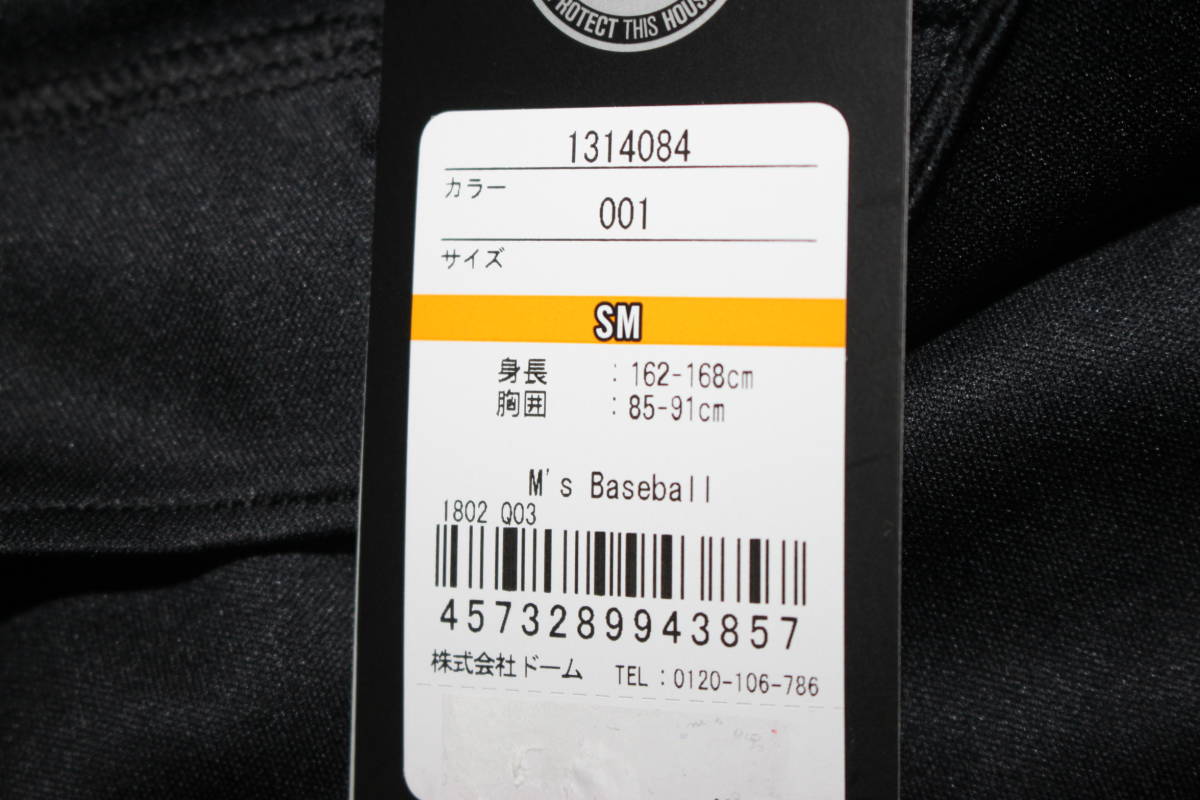 PROTECT THIS HOUSE
1314084
カラー
001
サイズ
SM
身長 : 162-168cm
胸囲 : 85-91cm
M's Baseball
1802 Q03
4573289943857
株式会社ドーム TEL:0120-106-786